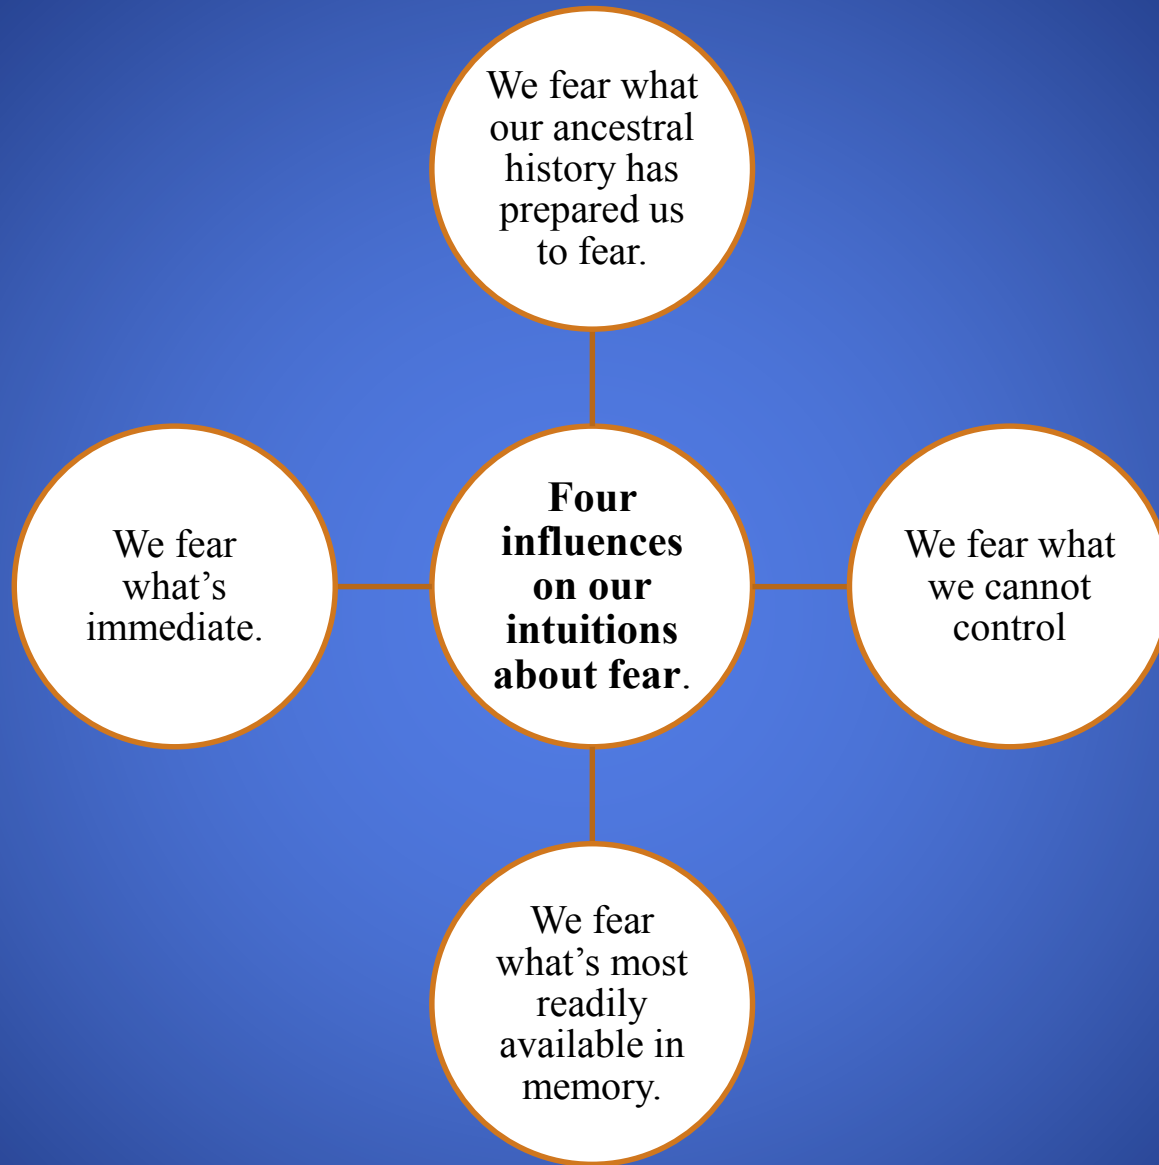 We fear what
our ancestral
history has
prepared us
to fear.
We fear
what’s
immediate.
Four
influences
on our
intuitions
about fear.
We fear what
we cannot
control
We fear
what’s most
readily
available in
memory.